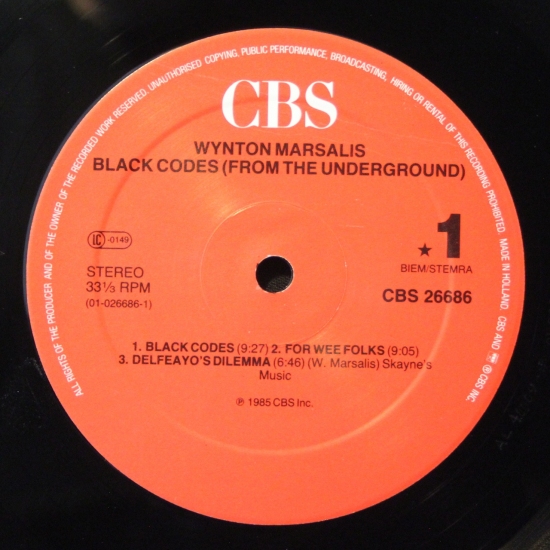 ALL RIGHTS OF THE PRODUCER AND OF THE OWNER OF THE RECORDED WORK RESERVED. UNAUTHORISED COPYING, PUBLIC PERFORMANCE, BROADCASTING, HIRING OR RENTAL OF THIS RECORDING PROHIBITED. MADE IN HOLLAND. CBS AND ® CBS INC.
CBS
WYNTON MARSALIS
BLACK CODES (FROM THE UNDERGROUND)
LC -0149
★ 1
STEREO
BIEM/STEMRA
33⅓ RPM
CBS 26686
(01-026686-1)
1. BLACK CODES (9:27) 2. FOR WEE FOLKS (9:05)
3. DELFEAYO'S DILEMMA (6:46) (W. Marsalis) Skayne's
Music
℗ 1985 CBS Inc.